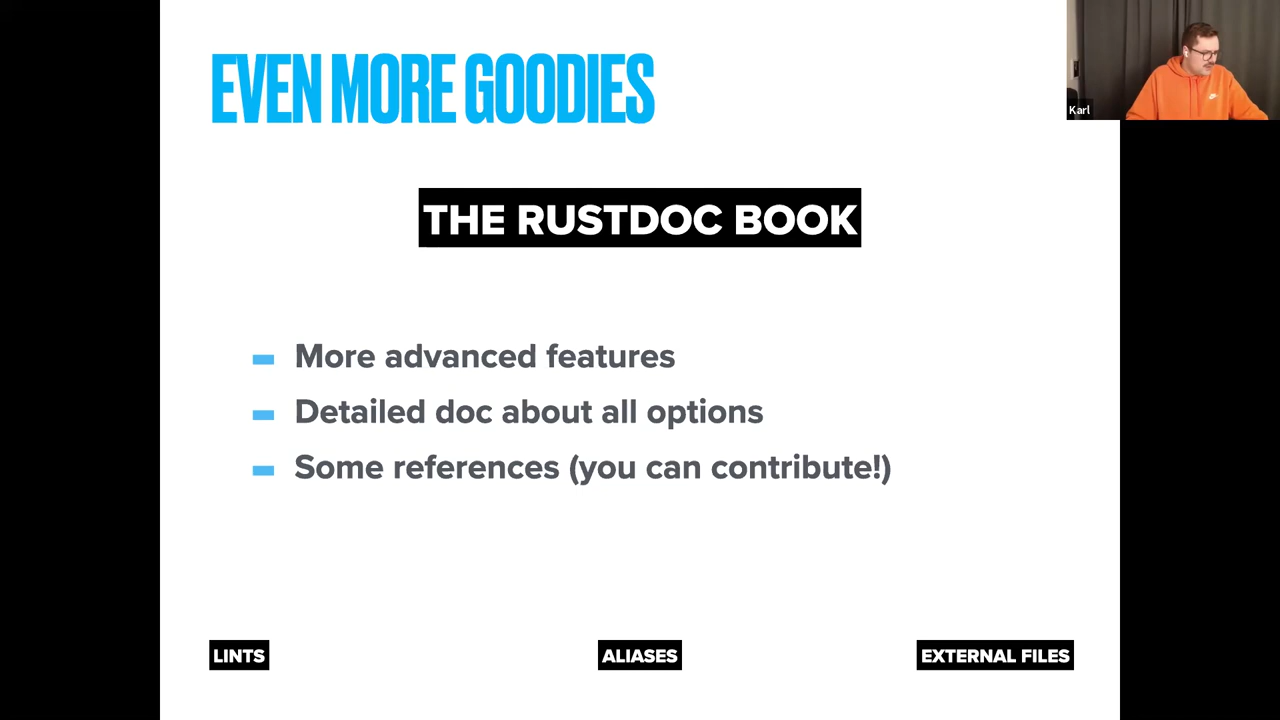 EVEN MORE GOODIES
Karl
THE RUSTDOC BOOK
More advanced features
Detailed doc about all options
Some references (you can contribute!)
LINTS
ALIASES
EXTERNAL FILES